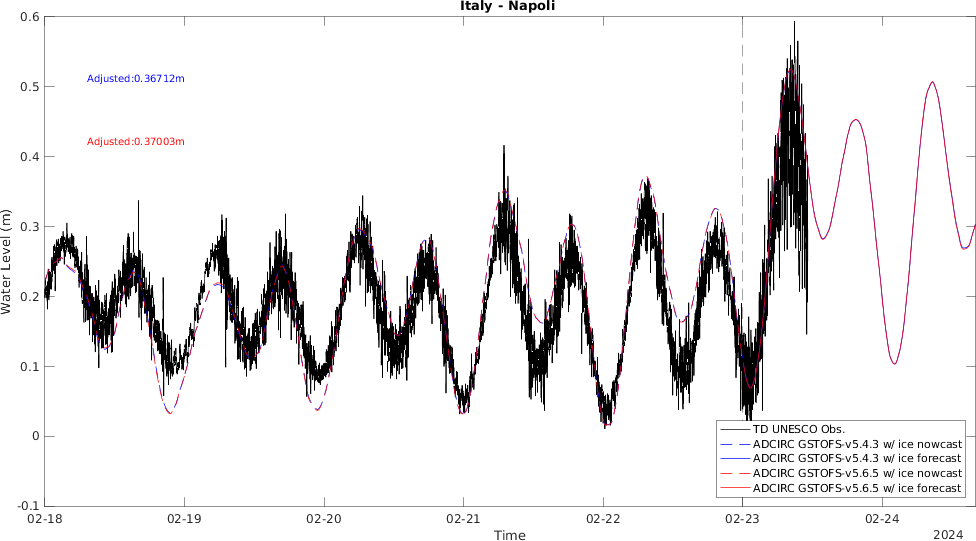 Italy - Napoli
0.6
0.5
0.4
0.3
0.2
0.1
0
-0.1
Water Level (m)
Adjusted:0.36712m
Adjusted:0.37003m
TD UNESCO Obs.
ADCIRC GSTOFS-v5.4.3 w/ ice nowcast
ADCIRC GSTOFS-v5.4.3 w/ ice forecast
ADCIRC GSTOFS-v5.6.5 w/ ice nowcast
ADCIRC GSTOFS-v5.6.5 w/ ice forecast
02-18 02-19 02-20 02-21 02-22 02-23 02-24
Time
2024